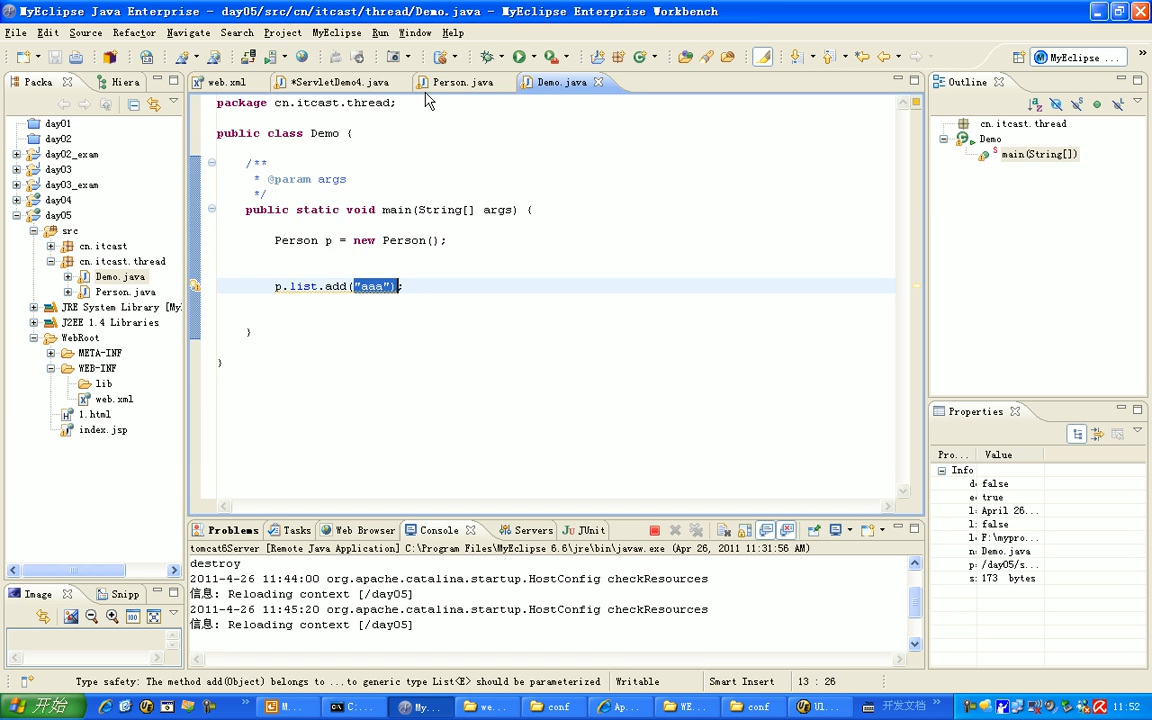 MyEclipse Java Enterprise - day05/src/cn/itcast/thread/Demo.java - MyEclipse Enterprise Workbench
File Edit Source Refactor Navigate Search Project MyEclipse Run Window Help
MyEclipse ...
Packa
Hiera
web.xml
*ServletDemo4.java
Person.java
Demo.java
Outline
day01
day02
day02_exam
day03
day03_exam
day04
day05
src
cn.itcast
cn.itcast.thread
Demo.java
Person.java
JRE System Library [My
J2EE 1.4 Libraries
WebRoot
META-INF
WEB-INF
lib
web.xml
1.html
index.jsp
package cn.itcast.thread;
public class Demo {
/**
* @param args
*/
public static void main(String[] args) {
Person p = new Person();
p.list.add("aaa");
}
}
cn.itcast.thread
Demo
main(String[])
Properties
Pro... Value
Info
d false
e true
l: April 26...
l: false
l: F:\mypro...
n: Demo.java
p: /day05/s...
s: 173 bytes
Image
Snipp
Problems
Tasks
Web Browser
Console
Servers
JUnit
tomcat6Server [Remote Java Application] C:\Program Files\MyEclipse 6.6\jre\bin\javaw.exe (Apr 26, 2011 11:31:56 AM)
destroy
2011-4-26 11:44:00 org.apache.catalina.startup.HostConfig checkResources
信息: Reloading context [/day05]
2011-4-26 11:45:20 org.apache.catalina.startup.HostConfig checkResources
信息: Reloading context [/day05]
Type safety: The method add(Object) belongs to ...to generic type List<E> should be parameterized
Writable
Smart Insert
13 : 26
开始
M...
C:...
My...
we...
conf
Ap...
WE...
conf
Ul...
开发文档
11:52